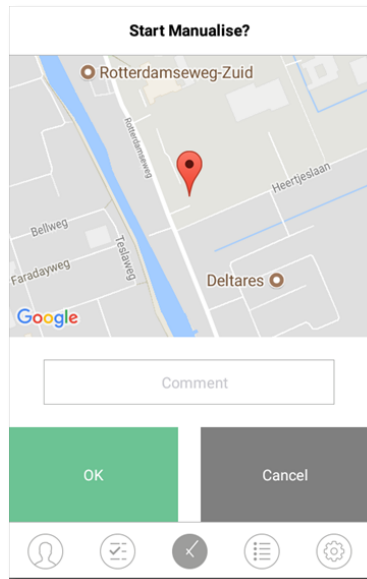 Start Manualise?
Rotterdamseweg-Zuid
Rotterdamseweg
Heertjeslaan
Bellweg
Teslaweg
Faradayweg
Deltares
Google
Comment
OK
Cancel